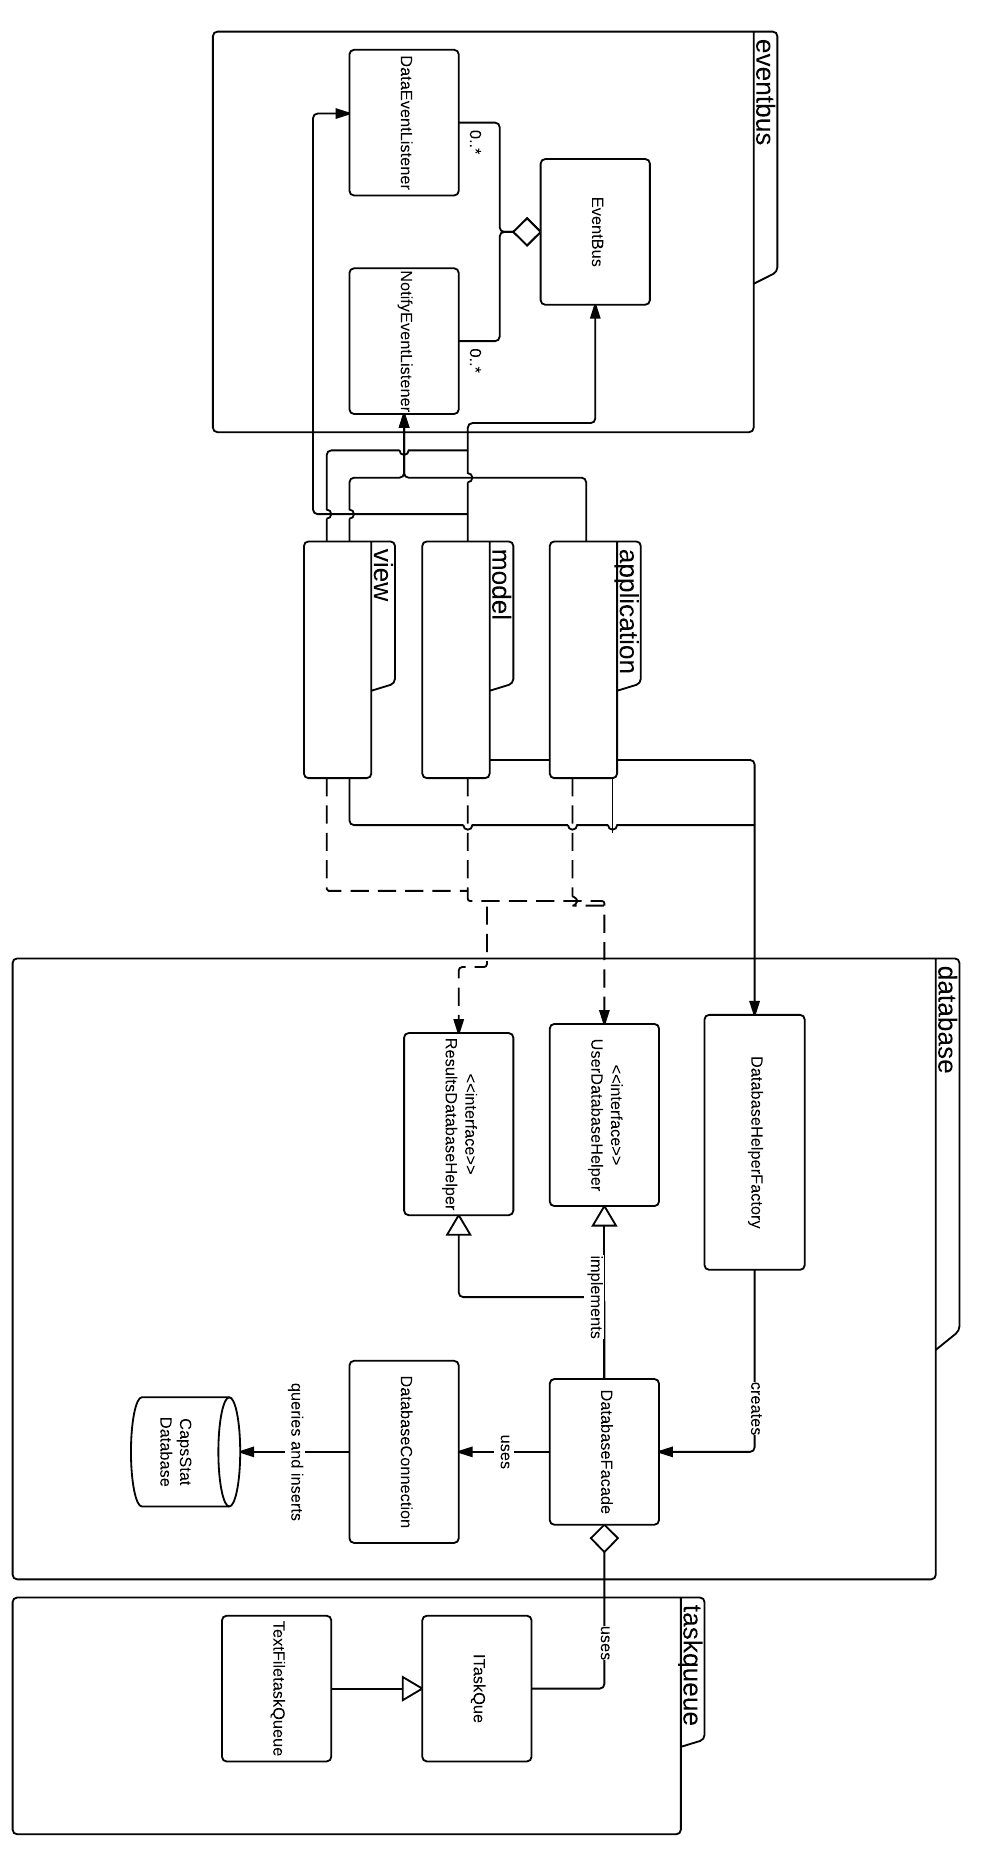 eventbus
EventBus
0..*
0..*
DataEventListener
NotifyEventListener
application
model
view
database
DatabaseHelperFactory
creates
<<interface>>
UserDatabaseHelper
implements
DatabaseFacade
<<interface>>
ResultsDatabaseHelper
uses
DatabaseConnection
queries and inserts
CapsStat
Database
taskqueue
uses
ITaskQue
TextFiletaskQueue